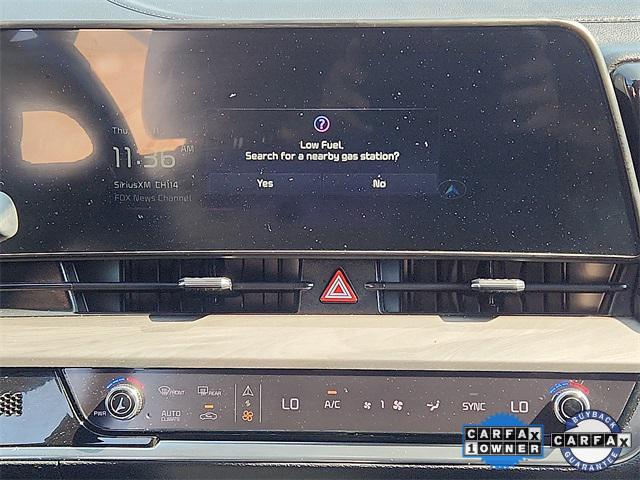 Low Fuel.
Search for a nearby gas station?
Yes No
11:36 AM
SiriusXM CH114
FOX News Channel
PWR
FRONT REAR
AUTO
CLIMATE
LO A/C 1 SYNC LO
CARFAX
1 OWNER
BUYBACK
CARFAX
GUARANTEE